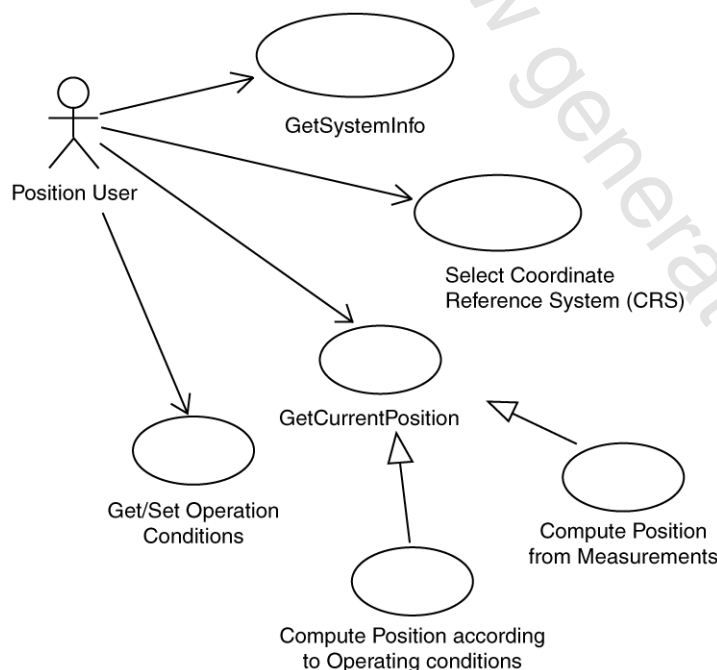 w generat
GetSystemInfo
Position User
Select Coordinate
Reference System (CRS)
GetCurrentPosition
Get/Set Operation
Conditions
Compute Position
from Measurements
Compute Position according
to Operating conditions